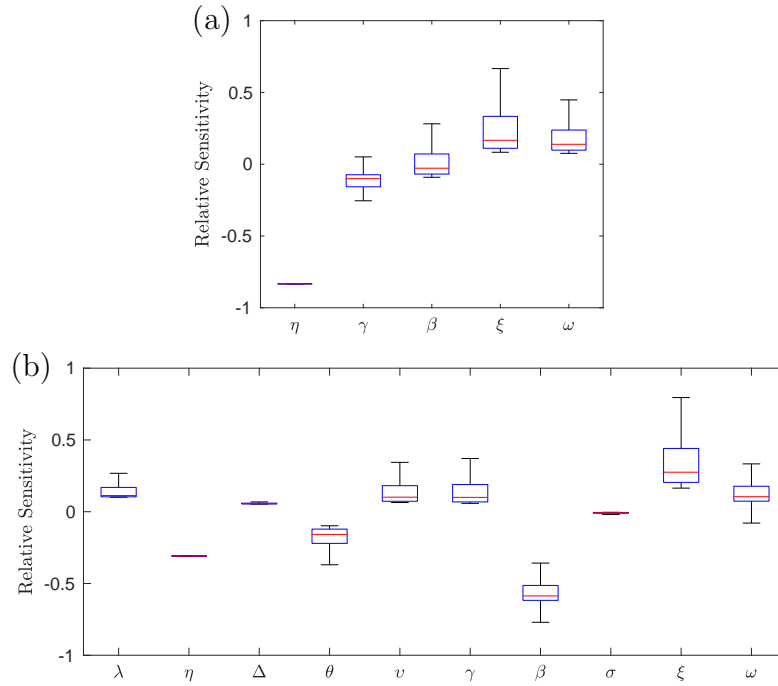 (a)
1
0.5
0
-0.5
-1
Relative Sensitivity
η
γ
β
ξ
ω
(b)
1
0.5
0
-0.5
-1
Relative Sensitivity
λ
η
Δ
θ
υ
γ
β
σ
ξ
ω